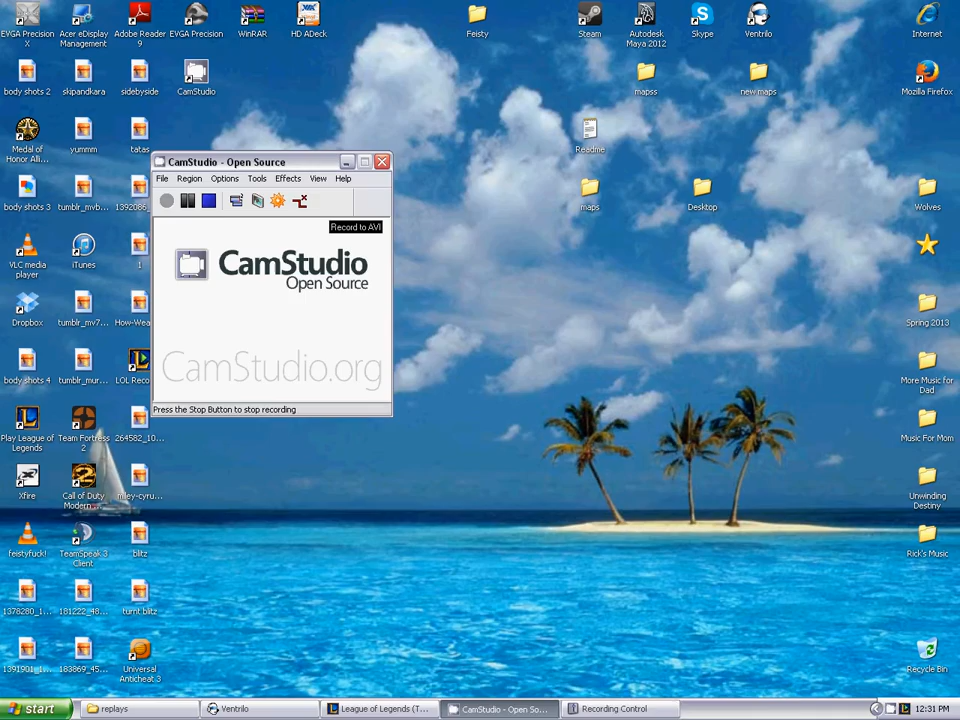 EVGA Precision X
Acer eDisplay Management
Adobe Reader 9
EVGA Precision
WinRAR
HD ADeck
Feisty
Steam
Autodesk Maya 2012
Skype
Ventrilo
Internet
body shots 2
skipandkara
sidebyside
CamStudio
mapss
new maps
Mozilla Firefox
Medal of Honor Alli...
yummm
tatas
Readme
CamStudio - Open Source
File Region Options Tools Effects View Help
Record to AVI
CamStudio
Open Source
CamStudio.org
Press the Stop Button to stop recording
body shots 3
tumblr_mvb...
1392086_
maps
Desktop
Wolves
VLC media player
iTunes
1
Dropbox
tumblr_mv7...
How-Wea
Spring 2013
body shots 4
tumblr_mur...
LOL Reco
More Music for Dad
Play League of Legends
Team Fortress 2
264582_10...
Music For Mom
Xfire
Call of Duty Modern...
miley-cyru...
Unwinding Destiny
feistyfuck!
TeamSpeak 3 Client
blitz
Rick's Music
1378280_1...
181222_48...
turnt blitz
1391901_1...
183869_45...
Universal Anticheat 3
Recycle Bin
start
replays
Ventrilo
League of Legends (T...
CamStudio - Open So...
Recording Control
12:31 PM